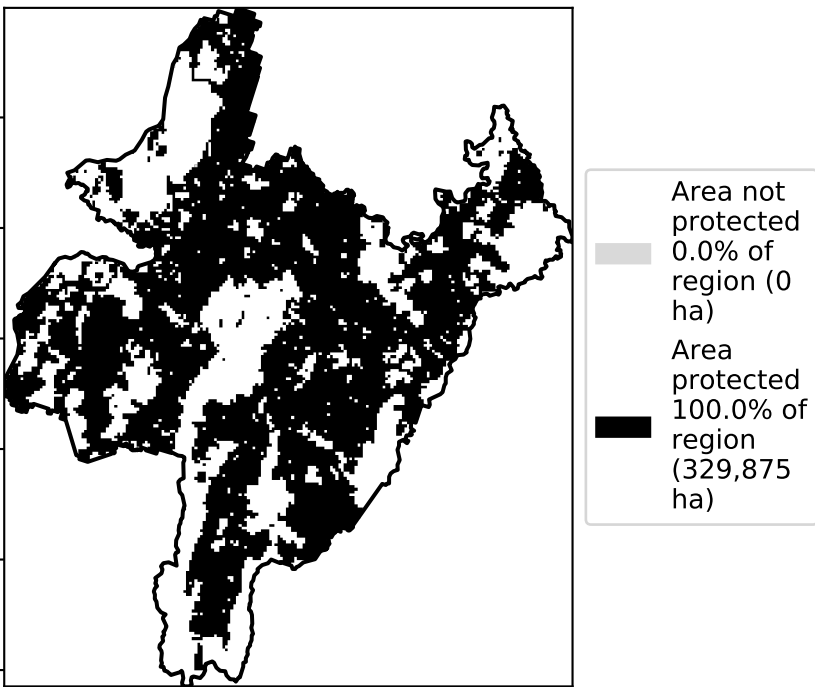 Area not
protected
0.0% of
region (0
ha)
Area
protected
100.0% of
region
(329,875
ha)